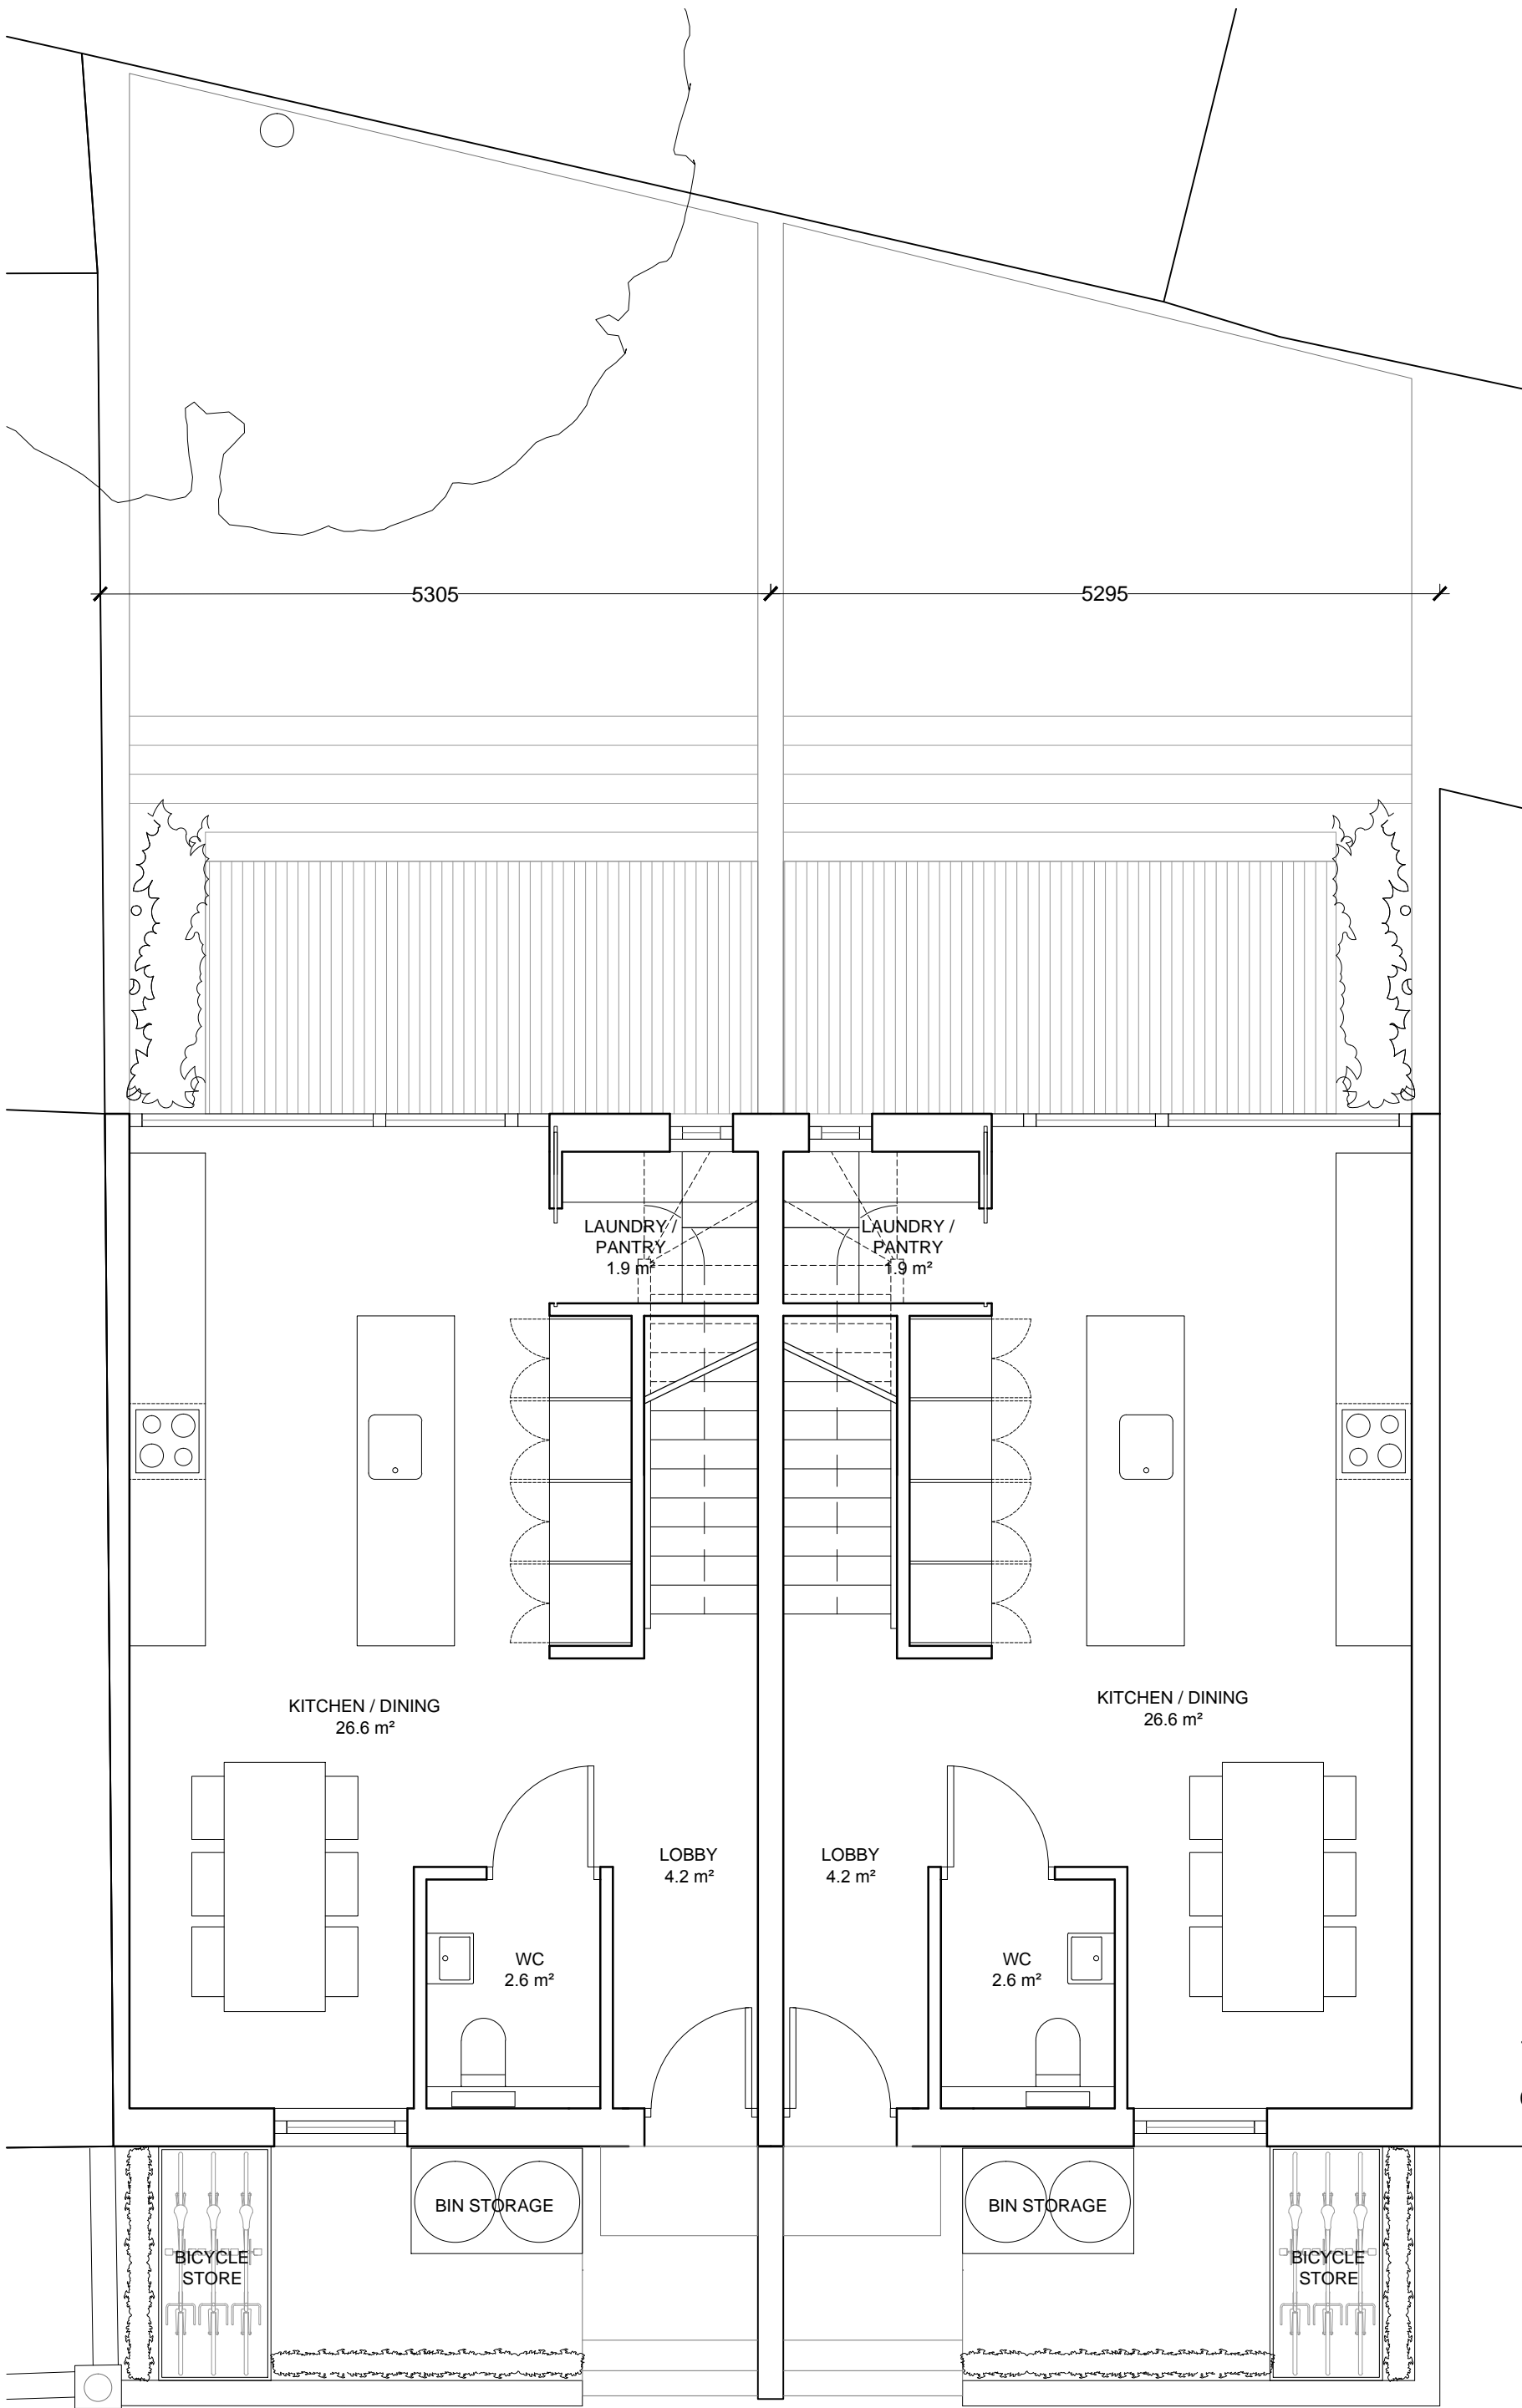 5305
5295
LAUNDRY /
PANTRY
1.9 m²
LAUNDRY /
PANTRY
1.9 m²
KITCHEN / DINING
26.6 m²
KITCHEN / DINING
26.6 m²
LOBBY
4.2 m²
LOBBY
4.2 m²
WC
2.6 m²
WC
2.6 m²
BIN STORAGE
BIN STORAGE
BICYCLE
STORE
BICYCLE
STORE